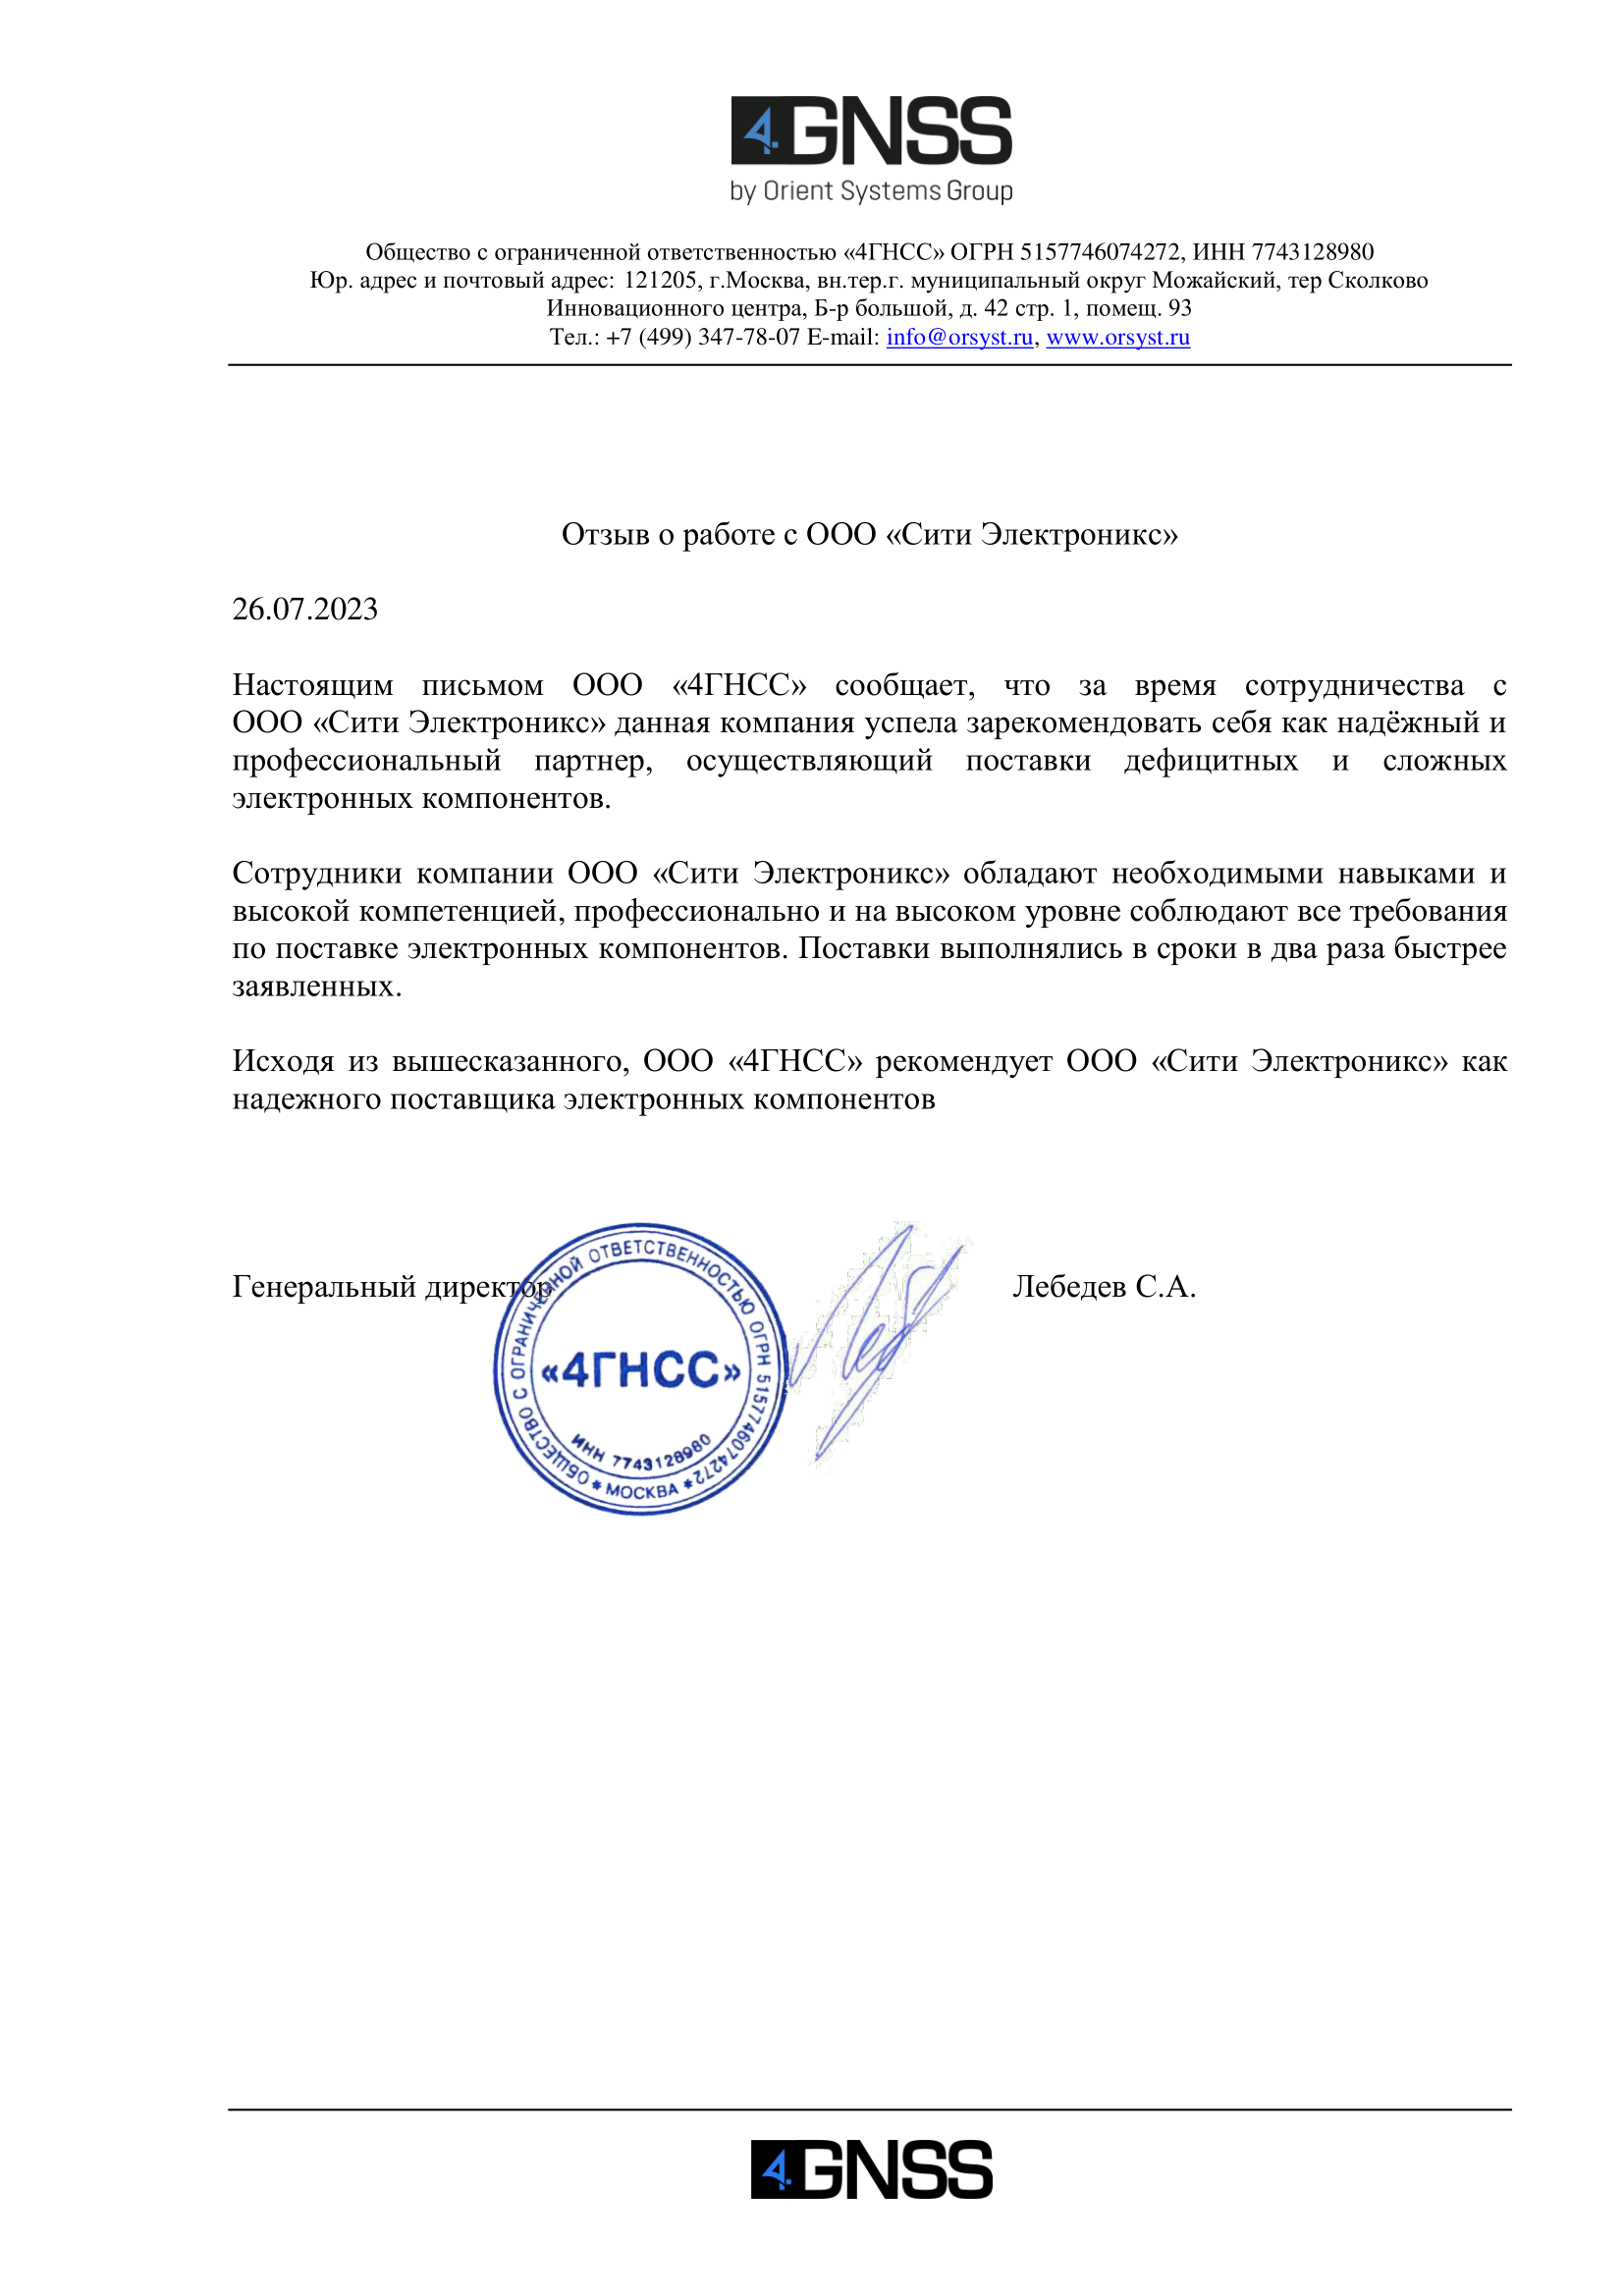 4.GNSS
by Orient Systems Group
Общество с ограниченной ответственностью «4ГНСС» ОГРН 5157746074272, ИНН 7743128980
Юр. адрес и почтовый адрес: 121205, г.Москва, вн.тер.г. муниципальный округ Можайский, тер Сколково
Инновационного центра, Б-р большой, д. 42 стр. 1, помещ. 93
Тел.: +7 (499) 347-78-07 E-mail: info@orsyst.ru, www.orsyst.ru
Отзыв о работе с ООО «Сити Электроникс»
26.07.2023
Настоящим письмом ООО «4ГНСС» сообщает, что за время сотрудничества с
ООО «Сити Электроникс» данная компания успела зарекомендовать себя как надёжный и
профессиональный партнер, осуществляющий поставки дефицитных и сложных
электронных компонентов.
Сотрудники компании ООО «Сити Электроникс» обладают необходимыми навыками и
высокой компетенцией, профессионально и на высоком уровне соблюдают все требования
по поставке электронных компонентов. Поставки выполнялись в сроки в два раза быстрее
заявленных.
Исходя из вышесказанного, ООО «4ГНСС» рекомендует ООО «Сити Электроникс» как
надежного поставщика электронных компонентов
Генеральный директор
Лебедев С.А.
ОБЩЕСТВО С ОГРАНИЧЕННОЙ ОТВЕТСТВЕННОСТЬЮ ОГРН 5157746074272
«4ГНСС»
ИНН 7743128980
* МОСКВА *
4.GNSS